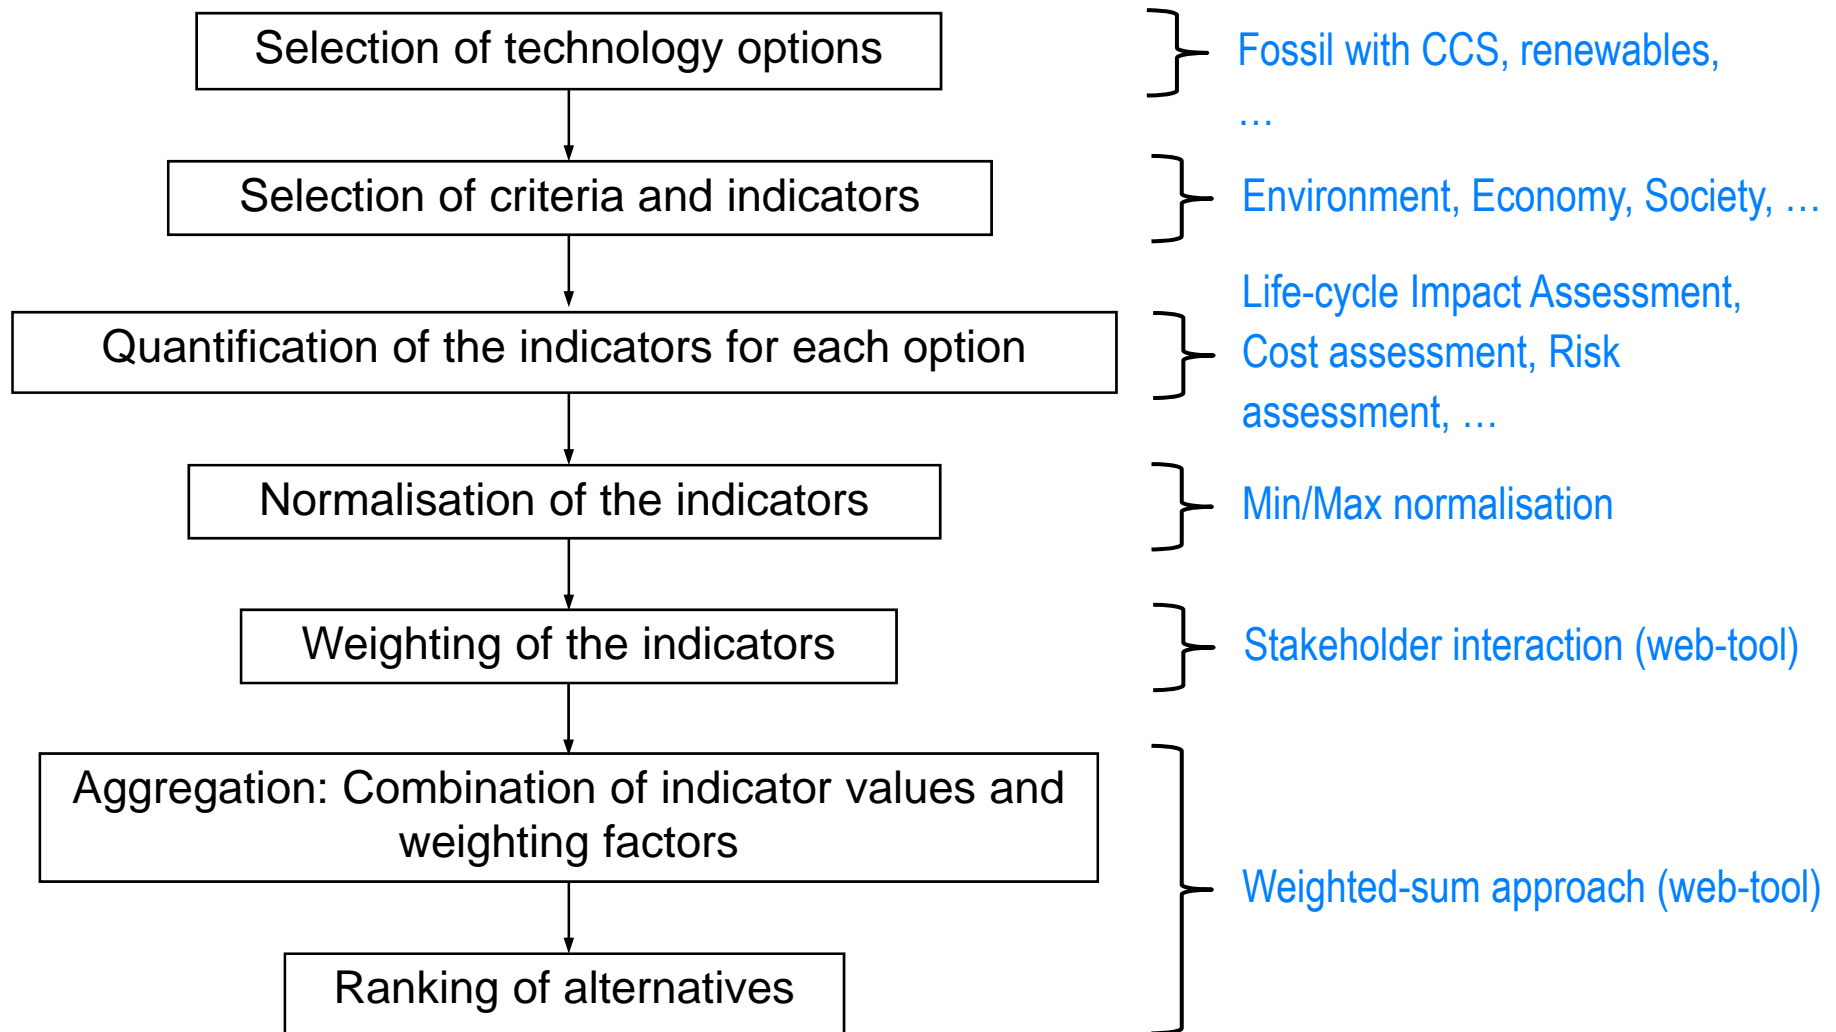 Selection of technology options
Fossil with CCS, renewables,
…
Selection of criteria and indicators
Environment, Economy, Society, …
Quantification of the indicators for each option
Life-cycle Impact Assessment,
Cost assessment, Risk
assessment, …
Normalisation of the indicators
Min/Max normalisation
Weighting of the indicators
Stakeholder interaction (web-tool)
Aggregation: Combination of indicator values and
weighting factors
Weighted-sum approach (web-tool)
Ranking of alternatives